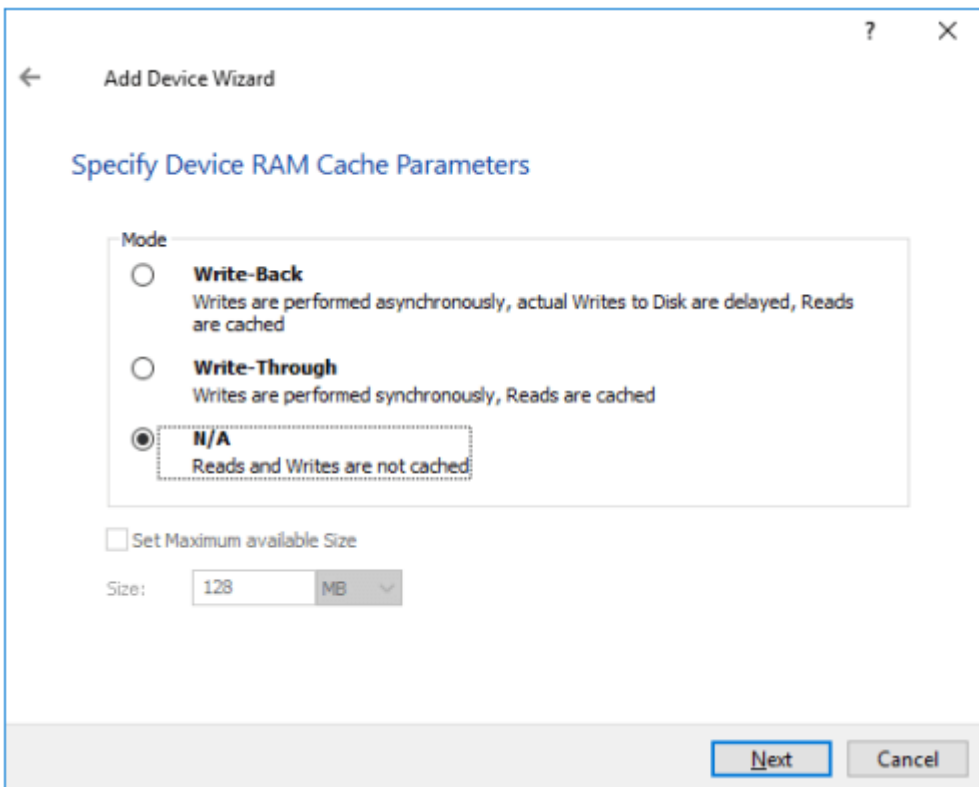 ?
Add Device Wizard
Specify Device RAM Cache Parameters
Mode
Write-Back
Writes are performed asynchronously, actual Writes to Disk are delayed, Reads
are cached
Write-Through
Writes are performed synchronously, Reads are cached
N/A
Reads and Writes are not cached
Set Maximum available Size
Size: 128 MB
Next Cancel